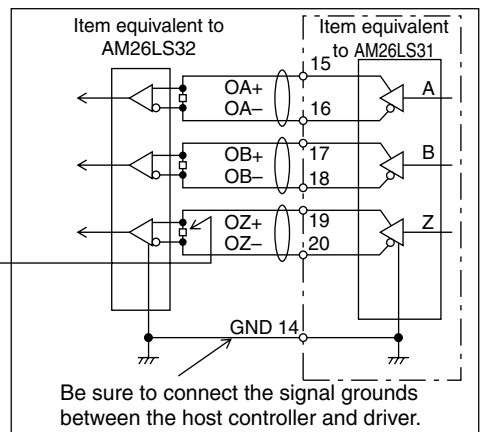 Item equivalent to
AM26LS32
Item equivalent
to AM26LS31
15
OA+
OA–
16
A
OB+
17
OB–
18
B
OZ+
19
OZ–
20
Z
GND 14
Be sure to connect the signal grounds
between the host controller and driver.